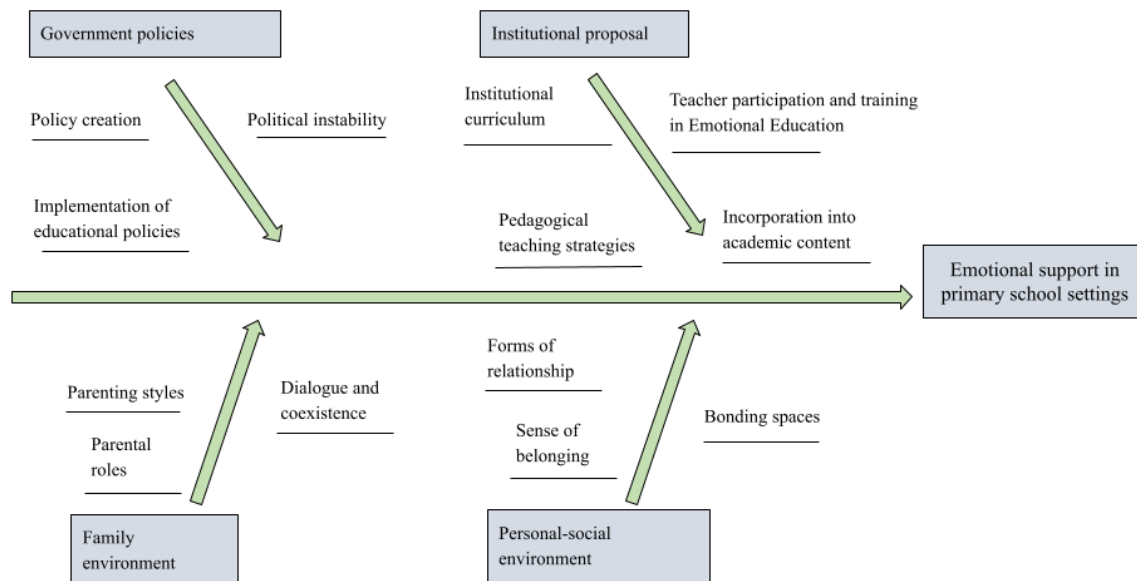 Government policies
Institutional proposal
Policy creation
Political instability
Institutional
curriculum
Teacher participation and training
in Emotional Education
Implementation of
educational policies
Pedagogical
teaching strategies
Incorporation into
academic content
Emotional support in
primary school settings
Parenting styles
Parental
roles
Dialogue and
coexistence
Forms of
relationship
Sense of
belonging
Bonding spaces
Family
environment
Personal-social
environment